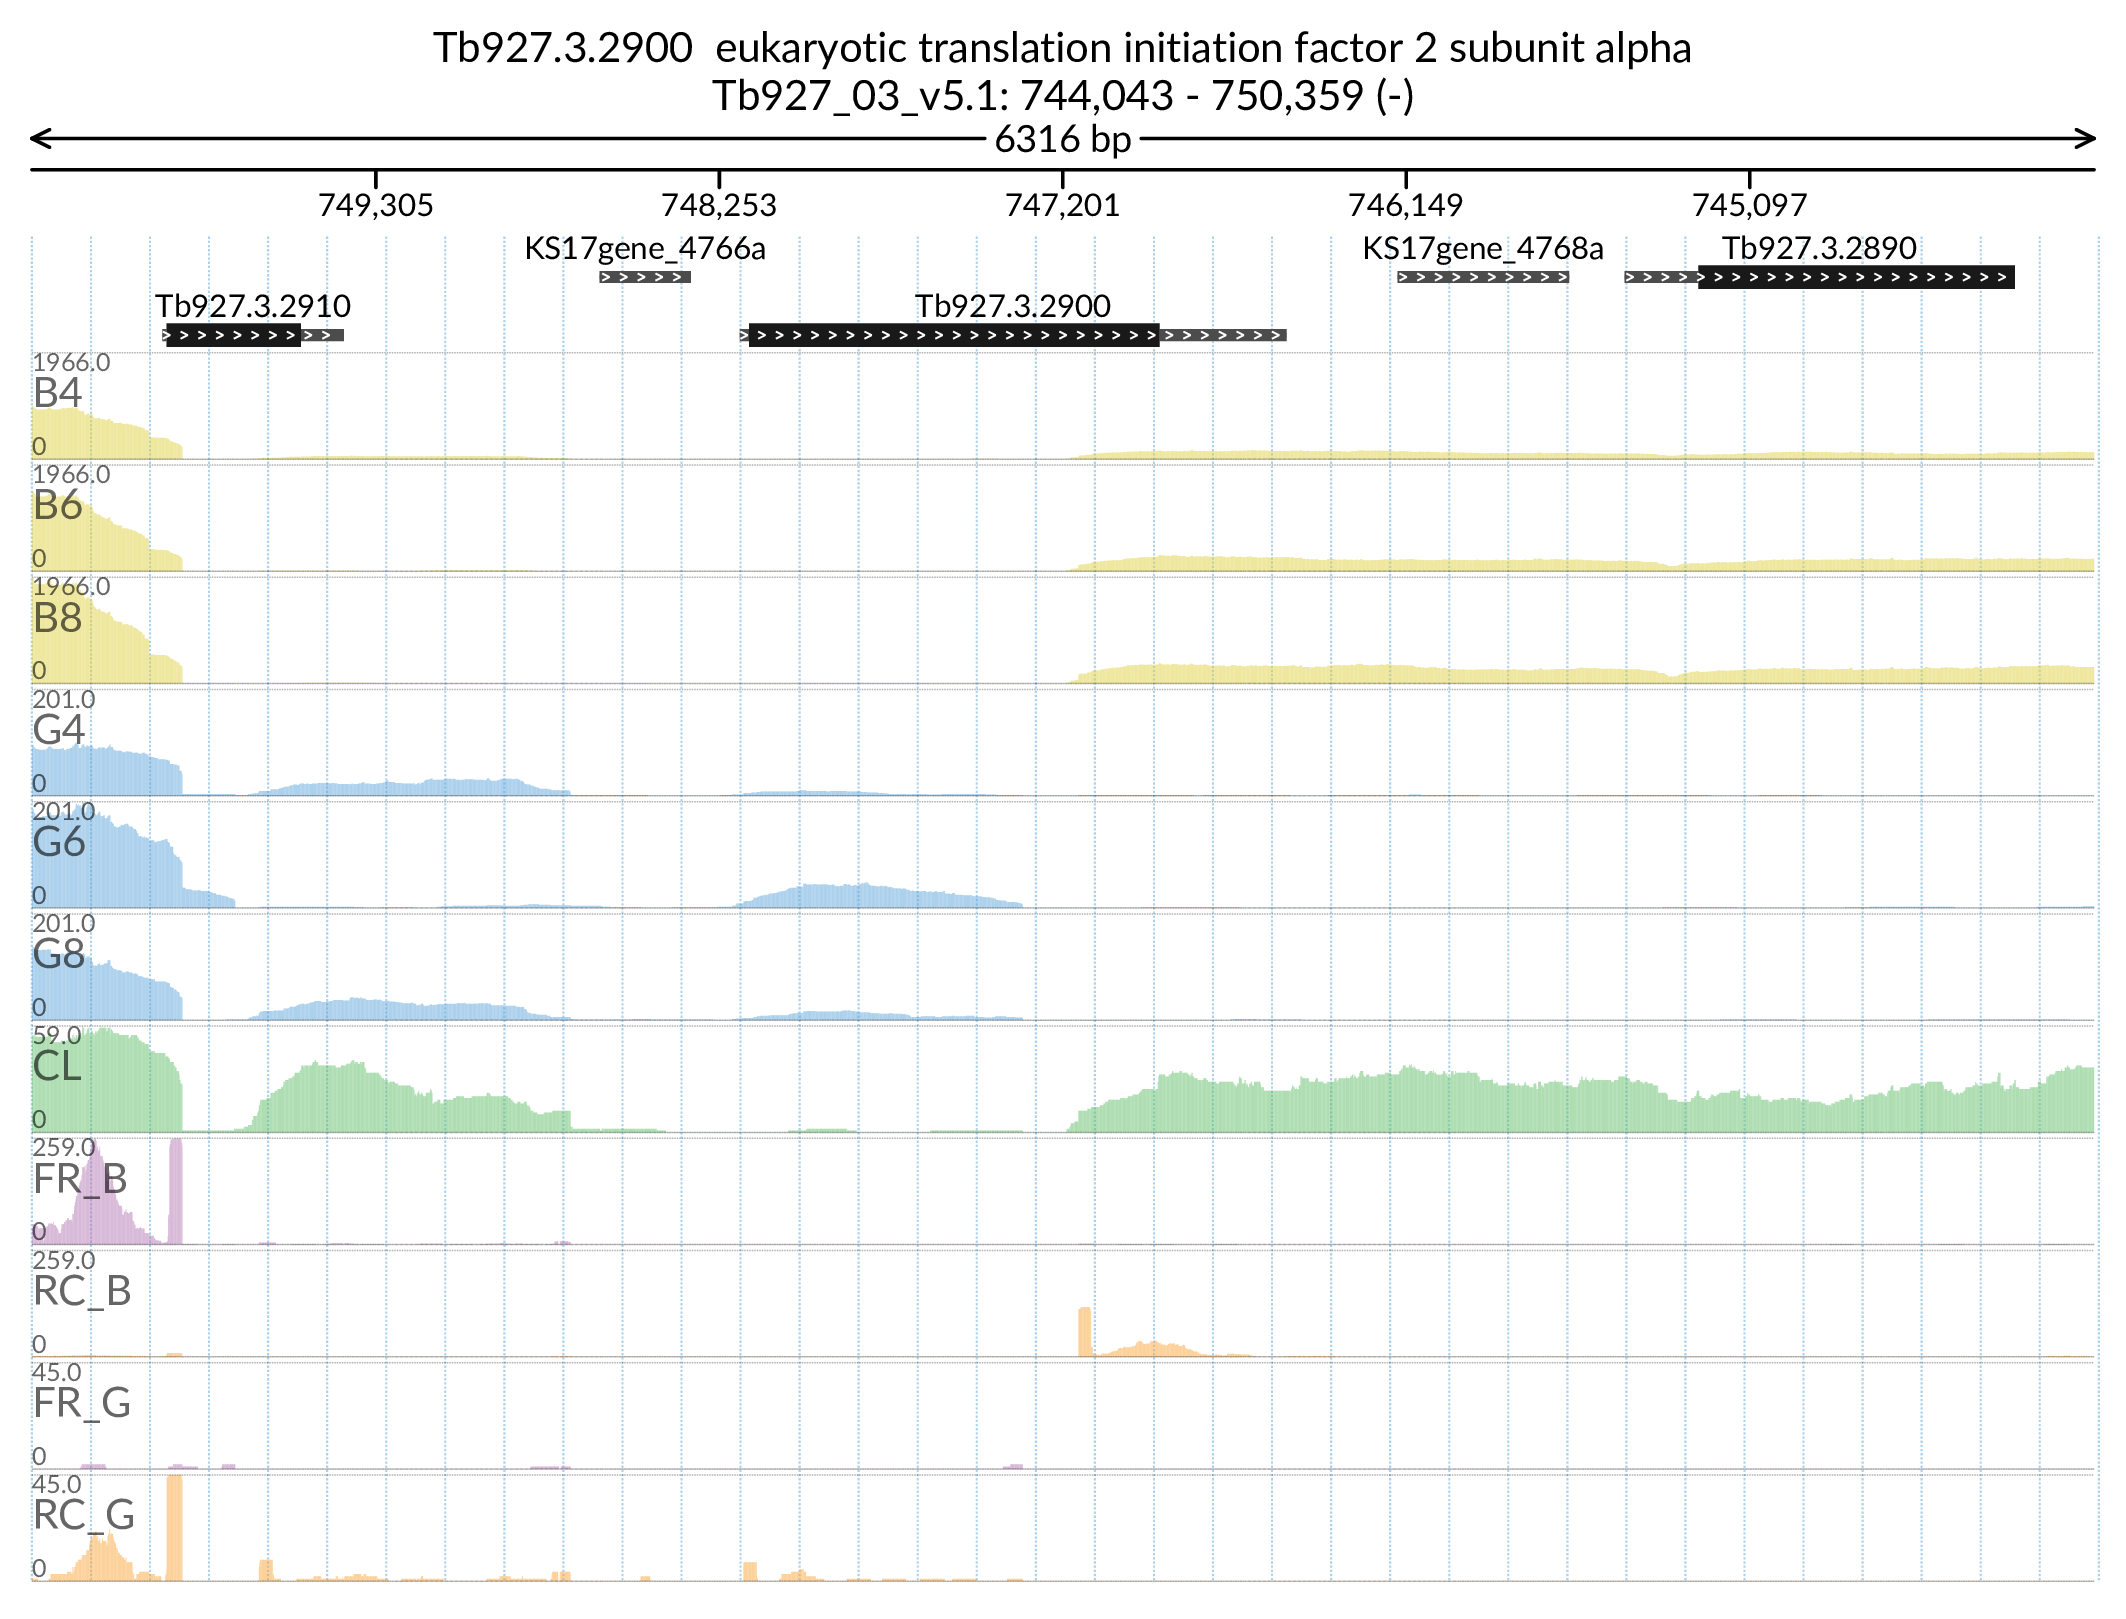 Tb927.3.2900  eukaryotic translation initiation factor 2 subunit alpha
Tb927_03_v5.1: 744,043 - 750,359 (-)
6316 bp
749,305 748,253 747,201 746,149 745,097
KS17gene_4766a KS17gene_4768a Tb927.3.2890
Tb927.3.2910 Tb927.3.2900
1966.0
B4
0
1966.0
B6
0
1966.0
B8
0
201.0
G4
0
201.0
G6
0
201.0
G8
0
59.0
CL
0
259.0
FR_B
0
259.0
RC_B
0
45.0
FR_G
0
45.0
RC_G
0